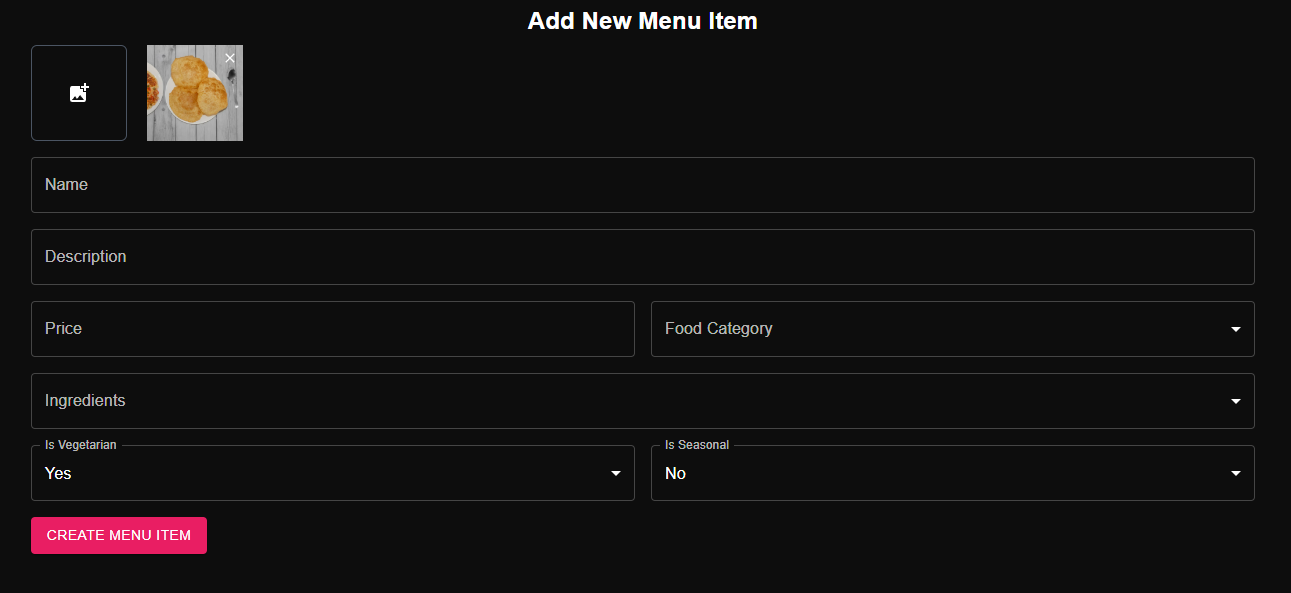 Add New Menu Item
Name
Description
Price
Food Category
Ingredients
Is Vegetarian
Yes
Is Seasonal
No
CREATE MENU ITEM